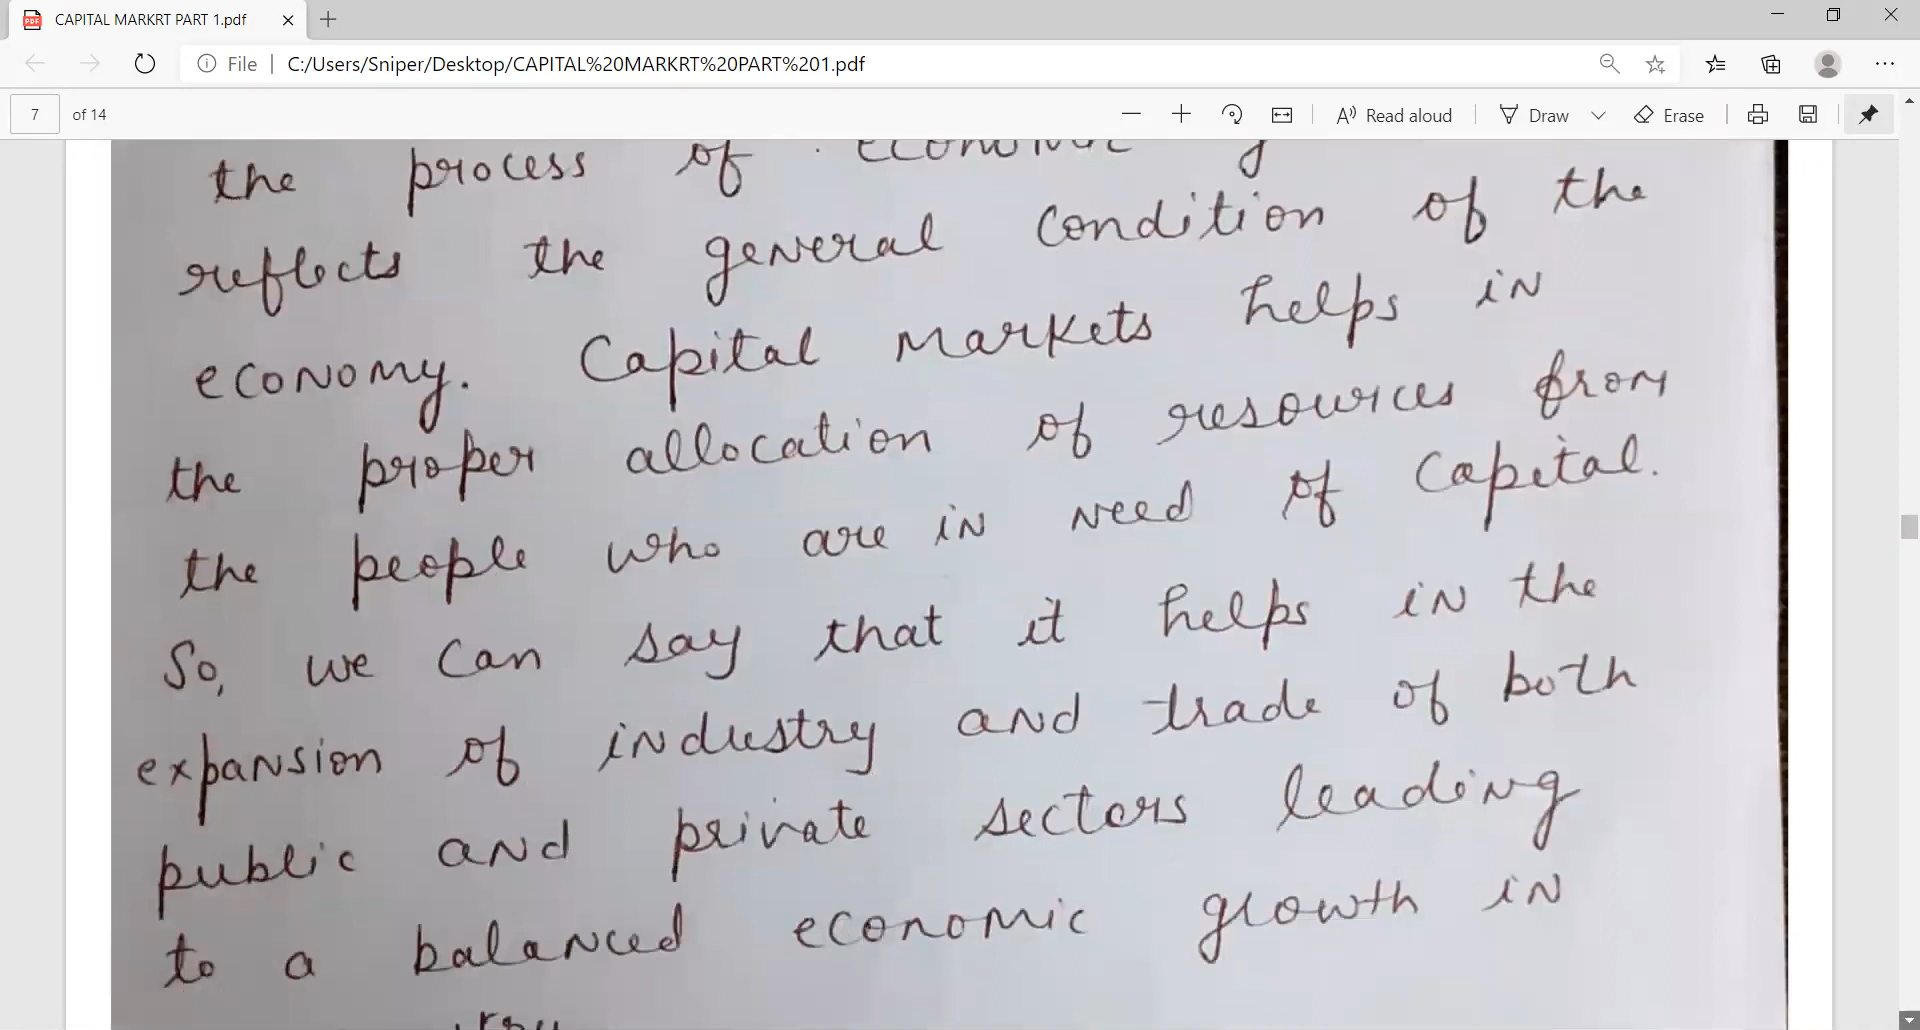 CAPITAL MARKRT PART 1.pdf
File | C:/Users/Sniper/Desktop/CAPITAL%20MARKRT%20PART%201.pdf
7 of 14 Read aloud Draw Erase
the process of economic
reflects the general condition of the
economy. Capital markets helps in
the proper allocation of resources from
the people who are in need of capital.
So, we can say that it helps in the
expansion of industry and trade of both
public and private sectors leading
to a balanced economic growth in